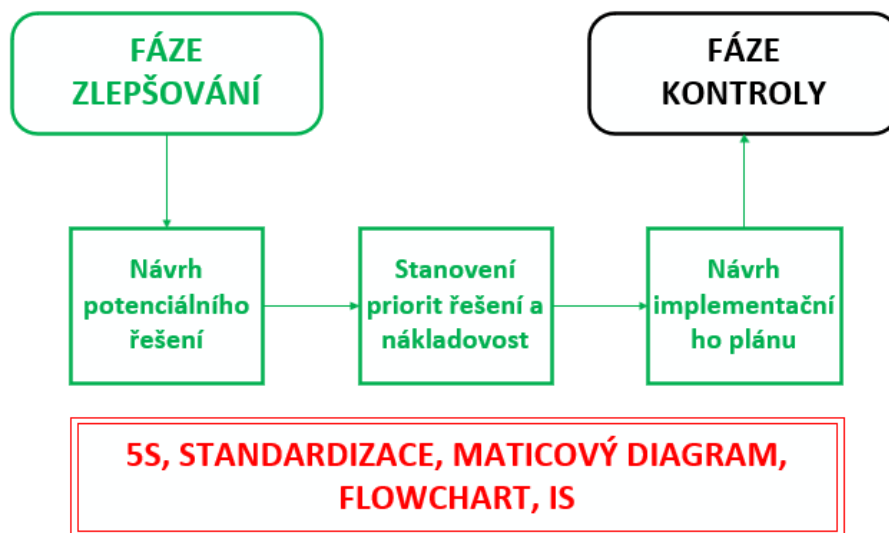 FÁZE
ZLEPŠOVÁNÍ
FÁZE
KONTROLY
Návrh
potenciálního
řešení
Stanovení
priorit řešení a
nákladovost
Návrh
implementační
ho plánu
5S, STANDARDIZACE, MATICOVÝ DIAGRAM,
FLOWCHART, IS